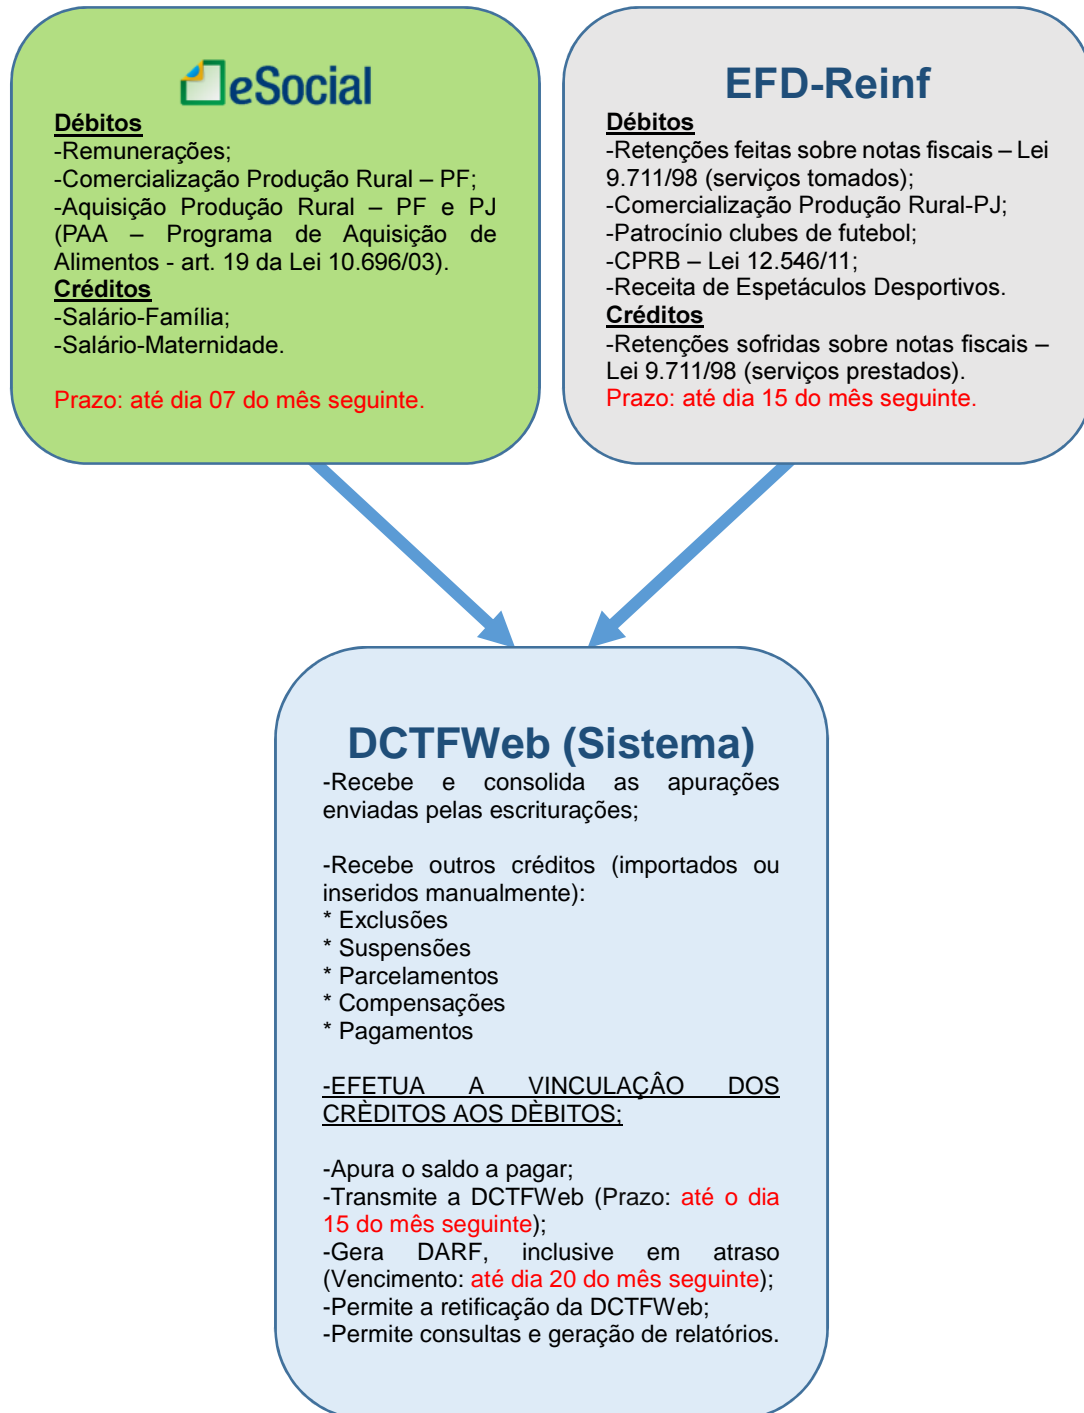 eSocial
Débitos
-Remunerações;
-Comercialização Produção Rural – PF;
-Aquisição Produção Rural – PF e PJ
(PAA – Programa de Aquisição de
Alimentos - art. 19 da Lei 10.696/03).
Créditos
-Salário-Família;
-Salário-Maternidade.
Prazo: até dia 07 do mês seguinte.
EFD-Reinf
Débitos
-Retenções feitas sobre notas fiscais – Lei
9.711/98 (serviços tomados);
-Comercialização Produção Rural-PJ;
-Patrocínio clubes de futebol;
-CPRB – Lei 12.546/11;
-Receita de Espetáculos Desportivos.
Créditos
-Retenções sofridas sobre notas fiscais –
Lei 9.711/98 (serviços prestados).
Prazo: até dia 15 do mês seguinte.
DCTFWeb (Sistema)
-Recebe e consolida as apurações
enviadas pelas escriturações;
-Recebe outros créditos (importados ou
inseridos manualmente):
* Exclusões
* Suspensões
* Parcelamentos
* Compensações
* Pagamentos
-EFETUA A VINCULAÇÂO DOS
CRÈDITOS AOS DÈBITOS;
-Apura o saldo a pagar;
-Transmite a DCTFWeb (Prazo: até o dia
15 do mês seguinte);
-Gera DARF, inclusive em atraso
(Vencimento: até dia 20 do mês seguinte);
-Permite a retificação da DCTFWeb;
-Permite consultas e geração de relatórios.